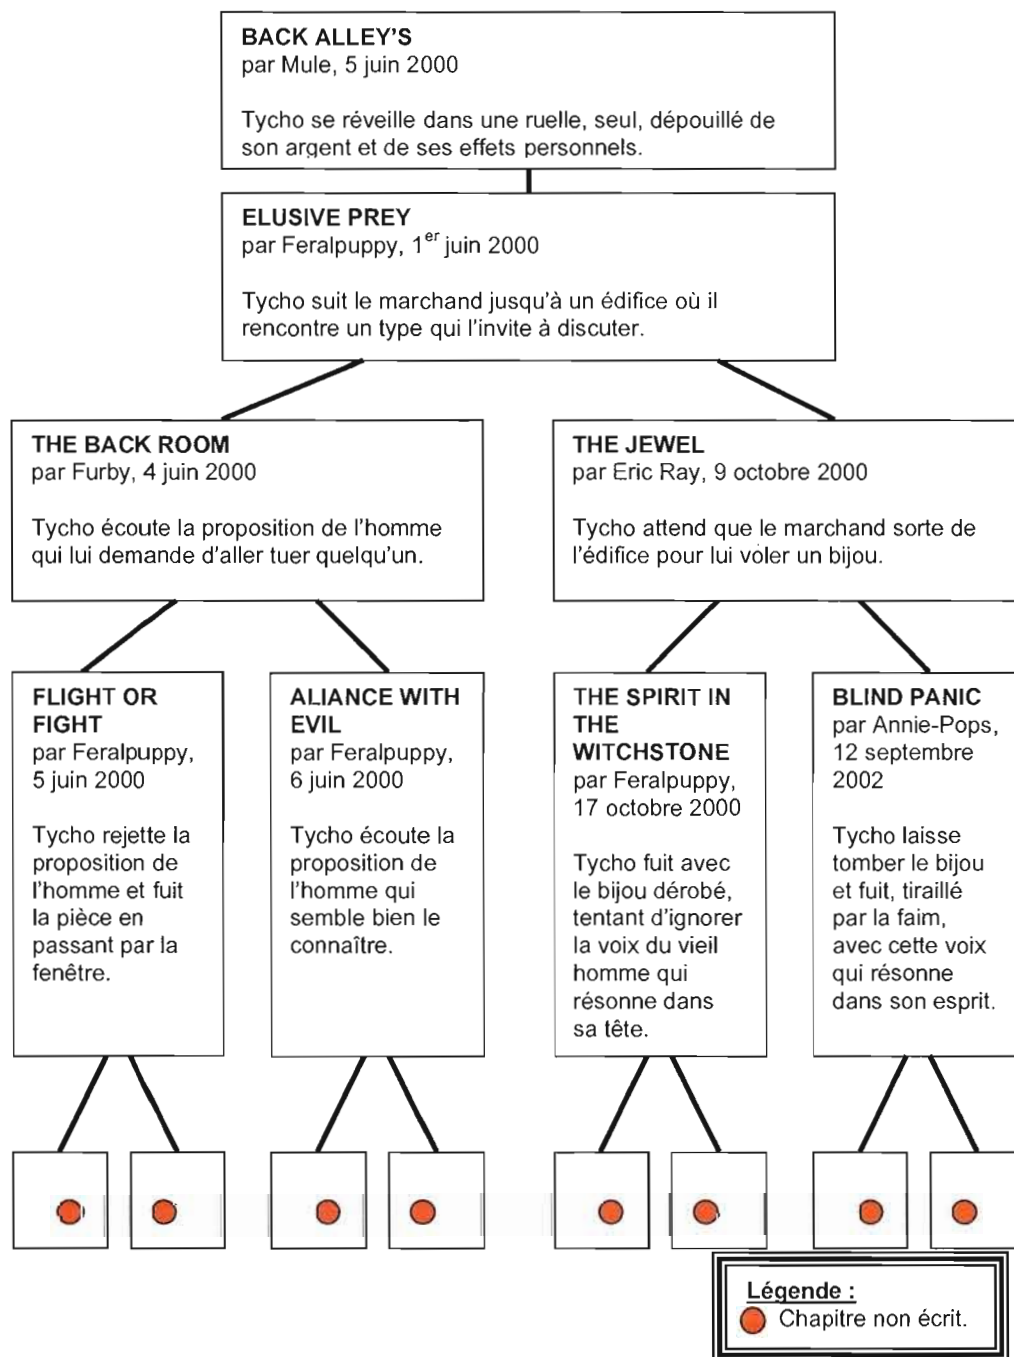 BACK ALLEY'S
par Mule, 5 juin 2000
Tycho se réveille dans une ruelle, seul, dépouillé de
son argent et de ses effets personnels.
ELUSIVE PREY
par Feralpuppy, 1er juin 2000
Tycho suit le marchand jusqu'à un édifice où il
rencontre un type qui l'invite à discuter.
THE BACK ROOM
par Furby, 4 juin 2000
Tycho écoute la proposition de l'homme
qui lui demande d'aller tuer quelqu'un.
THE JEWEL
par Eric Ray, 9 octobre 2000
Tycho attend que le marchand sorte de
l'édifice pour lui voler un bijou.
FLIGHT OR
FIGHT
par Feralpuppy,
5 juin 2000
Tycho rejette la
proposition de
l'homme et fuit
la pièce en
passant par la
fenêtre.
ALIANCE WITH
EVIL
par Feralpuppy,
6 juin 2000
Tycho écoute la
proposition de
l'homme qui
semble bien le
connaître.
THE SPIRIT IN
THE
WITCHSTONE
par Feralpuppy,
17 octobre 2000
Tycho fuit avec
le bijou dérobé,
tentant d'ignorer
la voix du vieil
homme qui
résonne dans
sa tête.
BLIND PANIC
par Annie-Pops,
12 septembre
2002
Tycho laisse
tomber le bijou
et fuit, tiraillé
par la faim,
avec cette voix
qui résonne
dans son esprit.
Légende :
Chapitre non écrit.